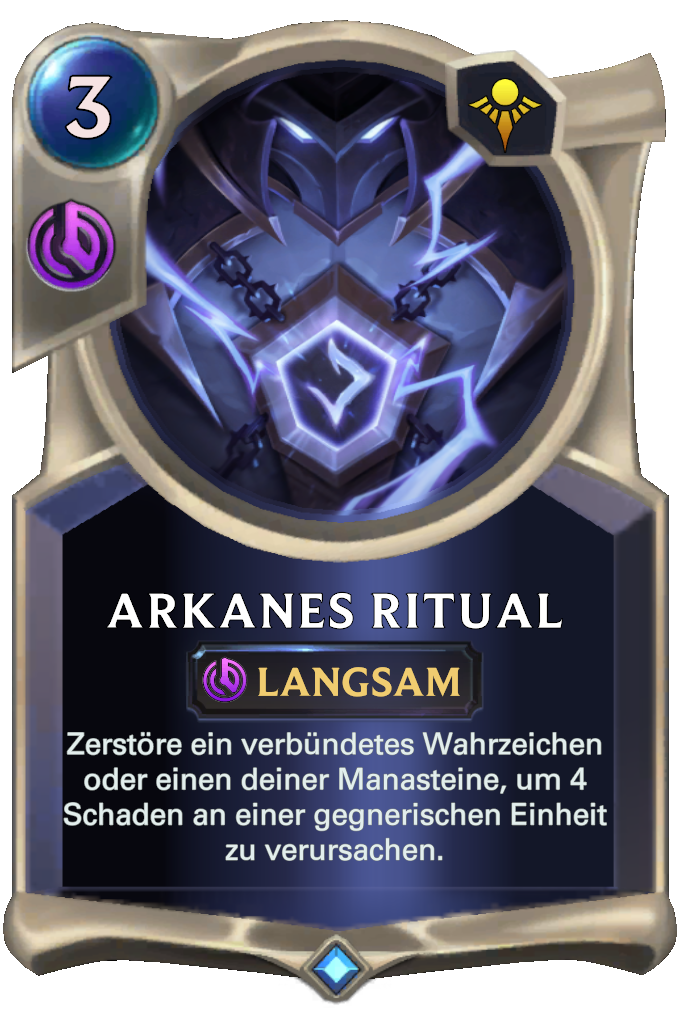 3
ARKANES RITUAL
LANGSAM
Zerstöre ein verbündetes Wahrzeichen
oder einen deiner Manasteine, um 4
Schaden an einer gegnerischen Einheit
zu verursachen.